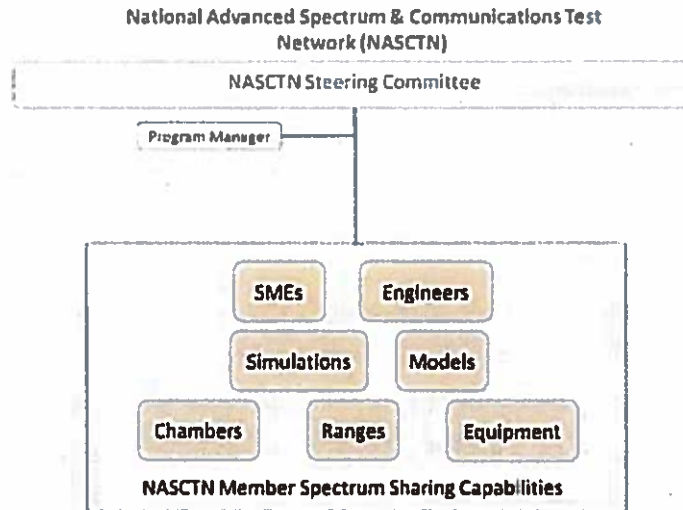 National Advanced Spectrum & Communications Test
Network (NASCTN)
NASCTN Steering Committee
Program Manager
SMEs
Engineers
Simulations
Models
Chambers
Ranges
Equipment
NASCTN Member Spectrum Sharing Capabilities